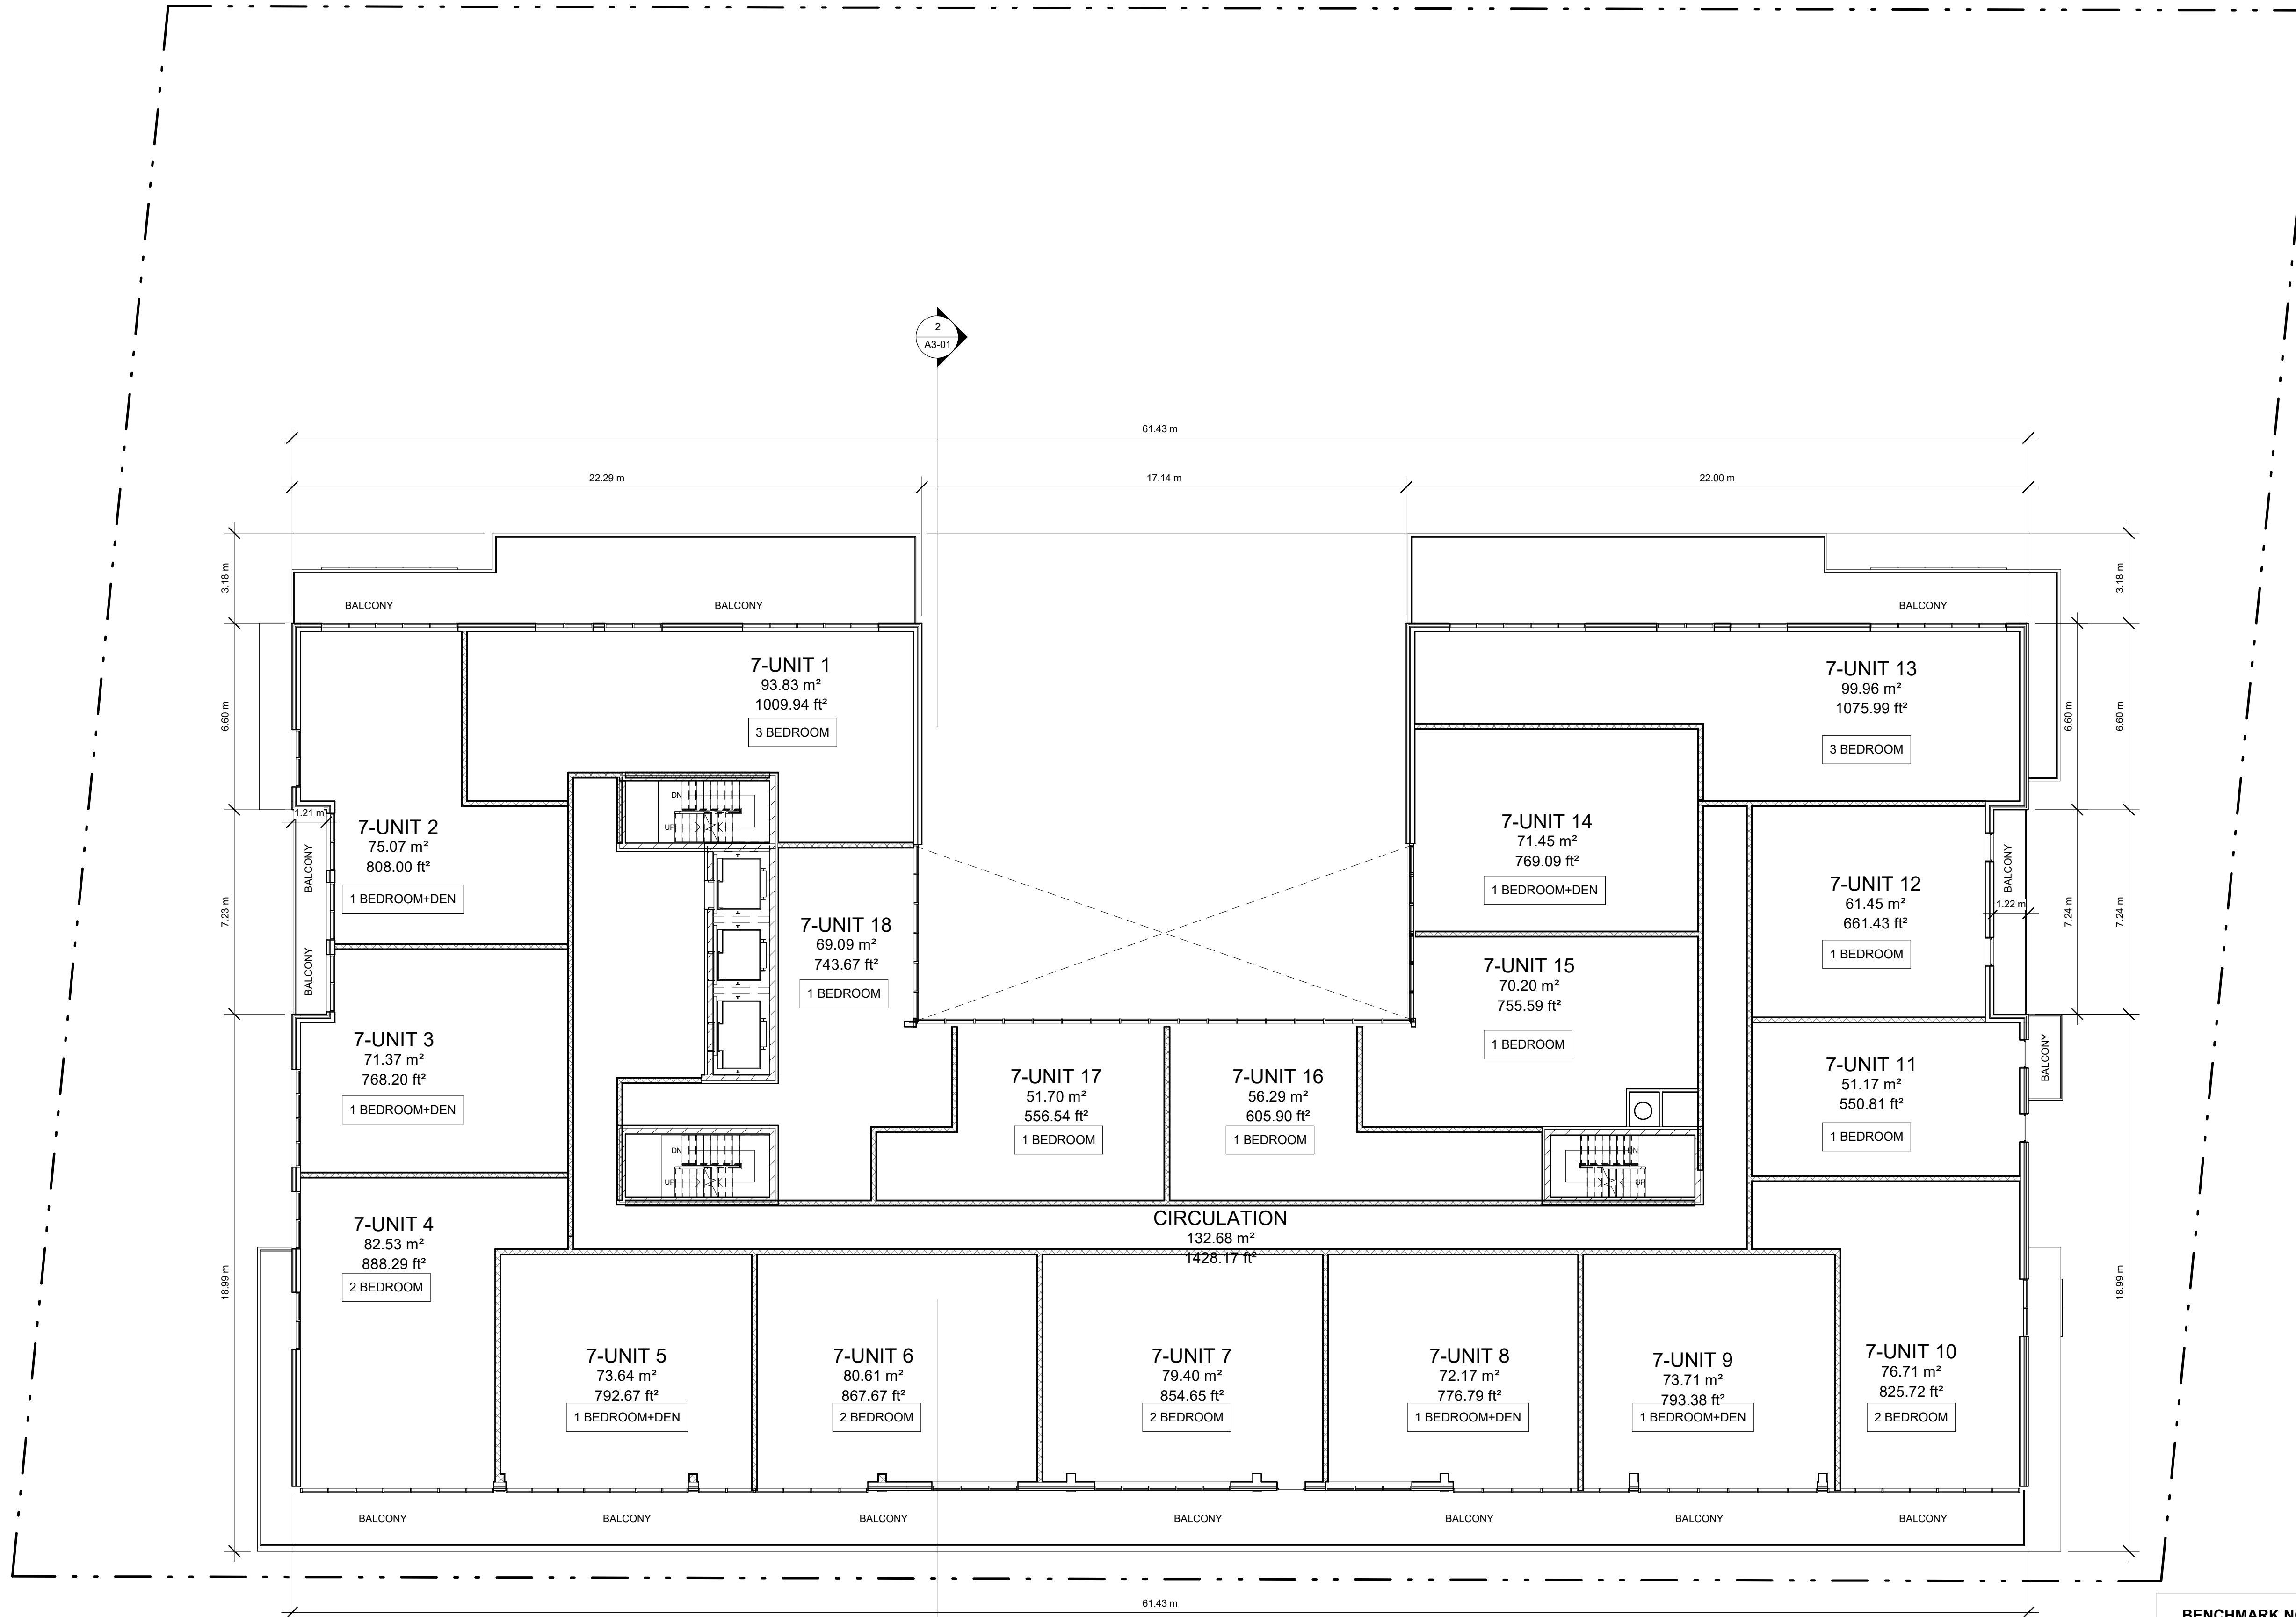 2
A3-01
61.43 m
22.29 m
17.14 m
22.00 m
3.18 m
3.18 m
BALCONY
BALCONY
BALCONY
7-UNIT 1
93.83 m²
1009.94 ft²
3 BEDROOM
7-UNIT 13
99.96 m²
1075.99 ft²
3 BEDROOM
6.60 m
6.60 m
6.60 m
DN
UP
1.21 m
7-UNIT 2
75.07 m²
808.00 ft²
1 BEDROOM+DEN
BALCONY
BALCONY
7.23 m
7-UNIT 18
69.09 m²
743.67 ft²
1 BEDROOM
7-UNIT 14
71.45 m²
769.09 ft²
1 BEDROOM+DEN
7-UNIT 12
61.45 m²
661.43 ft²
1 BEDROOM
BALCONY
1.22 m
7.24 m
7.24 m
7-UNIT 15
70.20 m²
755.59 ft²
1 BEDROOM
7-UNIT 3
71.37 m²
768.20 ft²
1 BEDROOM+DEN
7-UNIT 17
51.70 m²
556.54 ft²
1 BEDROOM
7-UNIT 16
56.29 m²
605.90 ft²
1 BEDROOM
7-UNIT 11
51.17 m²
550.81 ft²
1 BEDROOM
BALCONY
DN
UP
DN
UP
7-UNIT 4
82.53 m²
888.29 ft²
2 BEDROOM
CIRCULATION
132.68 m²
1428.17 ft²
18.99 m
18.99 m
7-UNIT 5
73.64 m²
792.67 ft²
1 BEDROOM+DEN
7-UNIT 6
80.61 m²
867.67 ft²
2 BEDROOM
7-UNIT 7
79.40 m²
854.65 ft²
2 BEDROOM
7-UNIT 8
72.17 m²
776.79 ft²
1 BEDROOM+DEN
7-UNIT 9
73.71 m²
793.38 ft²
1 BEDROOM+DEN
7-UNIT 10
76.71 m²
825.72 ft²
2 BEDROOM
BALCONY
BALCONY
BALCONY
BALCONY
BALCONY
BALCONY
BALCONY
61.43 m
BENCHMARK